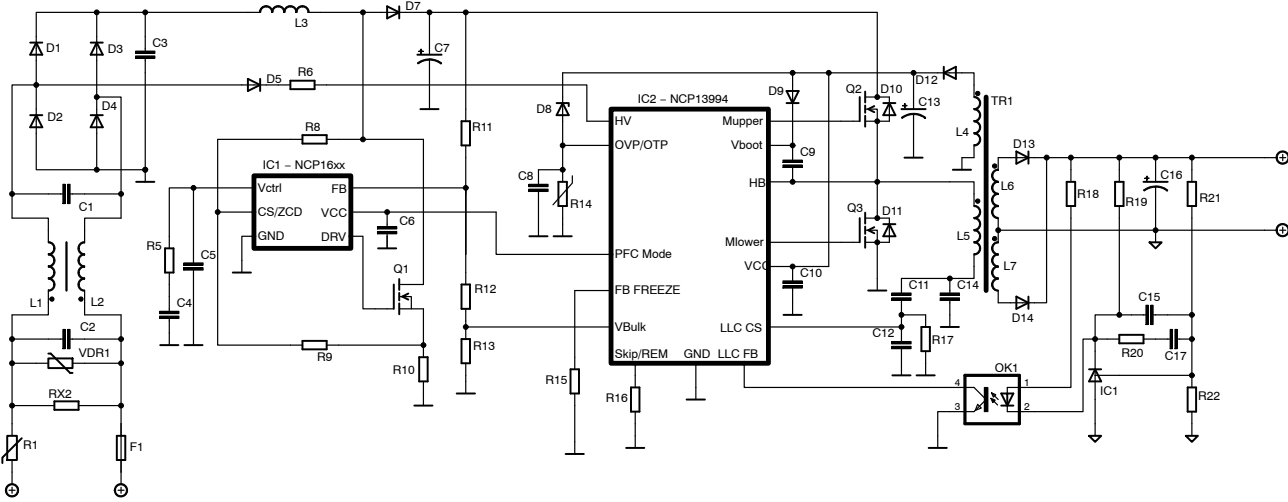 D7
L3
D1
D3
C3
C7
D5
R6
D12
D2
D4
D8
IC2 – NCP13994
D9
Q2
D10
C13
TR1
HV
Mupper
L4
R8
R11
OVP/OTP
Vboot
D13
IC1 – NCP16xx
C9
C8
R14
HB
C1
Vctrl
FB
L6
R18
R19
C16
R21
CS/ZCD
VCC
C6
Q3
D11
L5
GND
DRV
Mlower
R5
C5
PFC Mode
VCC
L7
Q1
C10
L1
L2
FB FREEZE
C11
C14
R12
D14
C15
C4
C2
VBulk
LLC CS
C12
R17
R20
C17
VDR1
R9
R13
Skip/REM
GND
LLC FB
R10
R15
OK1
RX2
R16
4
1
IC1
R22
3
2
R1
F1